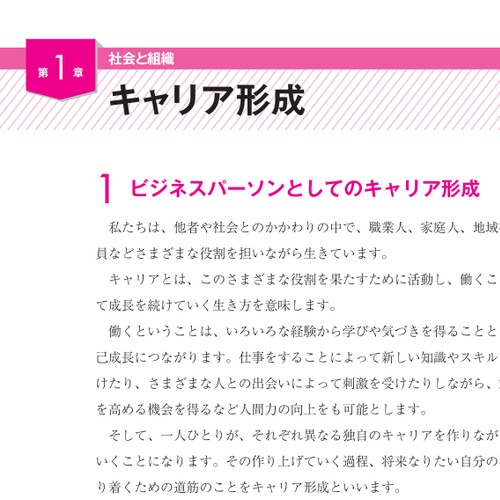 第1章
社会と組織
キャリア形成
1 ビジネスパーソンとしてのキャリア形成
私たちは、他者や社会とのかかわりの中で、職業人、家庭人、地域
員などさまざまな役割を担いながら生きています。
キャリアとは、このさまざまな役割を果たすために活動し、働くこ
て成長を続けていく生き方を意味します。
働くということは、いろいろな経験から学びや気づきを得ることと
己成長につながります。仕事をすることによって新しい知識やスキル
けたり、さまざまな人との出会いによって刺激を受けたりしながら、
を高める機会を得るなど人間力の向上をも可能とします。
そして、一人ひとりが、それぞれ異なる独自のキャリアを作りなが
いくことになります。その作り上げていく過程、将来なりたい自分の
り着くための道筋のことをキャリア形成といいます。